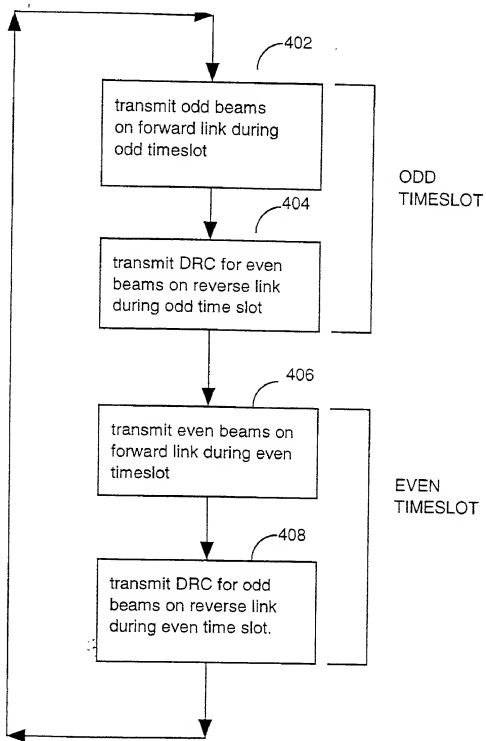 402
transmit odd beams
on forward link during
odd timeslot
ODD
TIMESLOT
404
transmit DRC for even
beams on reverse link
during odd time slot
406
transmit even beams on
forward link during even
timeslot
EVEN
TIMESLOT
408
transmit DRC for odd
beams on reverse link
during even time slot.